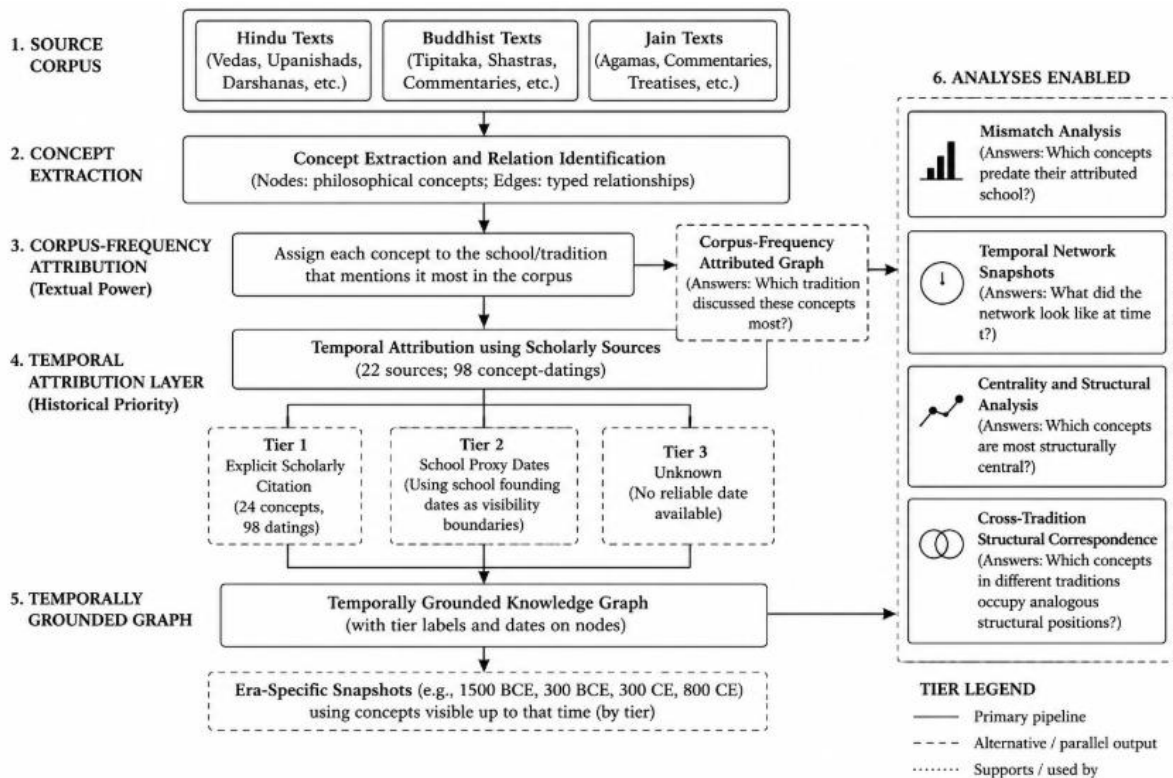 1. SOURCE
CORPUS
Hindu Texts
(Vedas, Upanishads,
Darshanas, etc.)
Buddhist Texts
(Tipitaka, Shastras,
Commentaries, etc.)
Jain Texts
(Agamas, Commentaries,
Treatises, etc.)
2. CONCEPT
EXTRACTION
Concept Extraction and Relation Identification
(Nodes: philosophical concepts; Edges: typed relationships)
3. CORPUS-FREQUENCY
ATTRIBUTION
(Textual Power)
Assign each concept to the school/tradition
that mentions it most in the corpus
Corpus-Frequency
Attributed Graph
(Answers: Which tradition
discussed these concepts
most?)
4. TEMPORAL
ATTRIBUTION LAYER
(Historical Priority)
Temporal Attribution using Scholarly Sources
(22 sources; 98 concept-datings)
Tier 1
Explicit Scholarly
Citation
(24 concepts,
98 datings)
Tier 2
School Proxy Dates
(Using school founding
dates as visibility
boundaries)
Tier 3
Unknown
(No reliable date
available)
5. TEMPORALLY
GROUNDED GRAPH
Temporally Grounded Knowledge Graph
(with tier labels and dates on nodes)
Era-Specific Snapshots (e.g., 1500 BCE, 300 BCE, 300 CE, 800 CE)
using concepts visible up to that time (by tier)
6. ANALYSES ENABLED
Mismatch Analysis
(Answers: Which concepts
predate their attributed
school?)
Temporal Network
Snapshots
(Answers: What did the
network look like at time
t?)
Centrality and Structural
Analysis
(Answers: Which concepts
are most structurally
central?)
Cross-Tradition
Structural Correspondence
(Answers: Which concepts
in different traditions
occupy analogous
structural positions?)
TIER LEGEND
Primary pipeline
Alternative / parallel output
Supports / used by